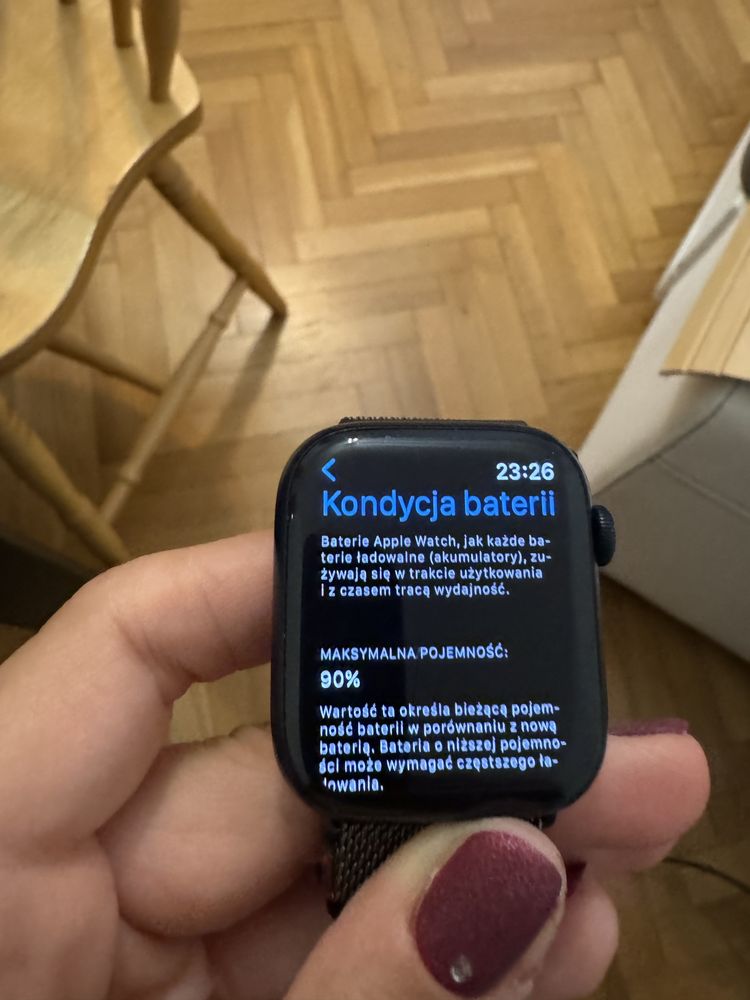 23:26
Kondycja baterii
Baterie Apple Watch, jak każde ba-
terie ładowalne (akumulatory), zu-
żywają się w trakcie użytkowania
i z czasem tracą wydajność.
MAKSYMALNA POJEMNOŚĆ:
90%
Wartość ta określa bieżącą pojem-
ność baterii w porównaniu z nową
baterią. Bateria o niższej pojemno-
ści może wymagać częstszego ła-
dowania.